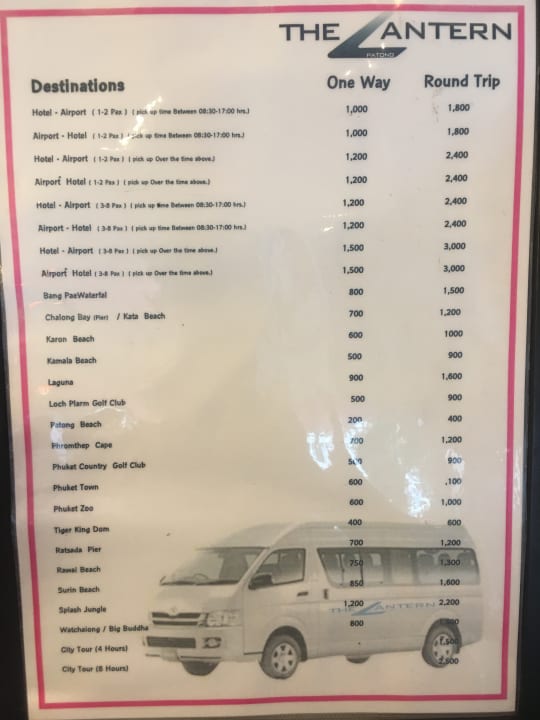 THE LANTERN
PATONG
Destinations One Way Round Trip
Hotel - Airport ( 1-2 Pax ) ( pick up time Between 08:30-17:00 hrs.) 1,000 1,800
Airport - Hotel ( 1-2 Pax ) ( pick up time Between 08:30-17:00 hrs.) 1,000 1,800
Hotel - Airport ( 1-2 Pax ) ( pick up Over the time above.) 1,200 2,400
Airport Hotel ( 1-2 Pax ) ( pick up Over the time above.) 1,200 2,400
Hotel - Airport ( 3-8 Pax ) ( pick up time Between 08:30-17:00 hrs.) 1,200 2,400
Airport - Hotel ( 3-8 Pax ) ( pick up time Between 08:30-17:00 hrs.) 1,200 2,400
Hotel - Airport ( 3-8 Pax ) ( pick up Over the time above.) 1,500 3,000
Airport Hotel ( 3-8 Pax ) ( pick up Over the time above.) 1,500 3,000
Bang PaeWaterfal 800 1,500
Chalong Bay (Pier) / Kata Beach 700 1,200
Karon Beach 600 1000
Kamala Beach 500 900
Laguna 900 1,600
Loch Plarm Golf Club 500 900
Patong Beach 200 400
Phromthep Cape 700 1,200
Phuket Country Golf Club 500 900
Phuket Town 600 ,100
Phuket Zoo 600 1,000
Tiger King Dom 400 600
Ratsada Pier 700 1,200
Rawai Beach 750 1,300
Surin Beach 850 1,600
Splash Jungle 1,200 2,200
THE LANTERN
Watchalong / Big Buddha 800
City Tour (4 Hours) 1,500
City Tour (8 Hours) 2,500